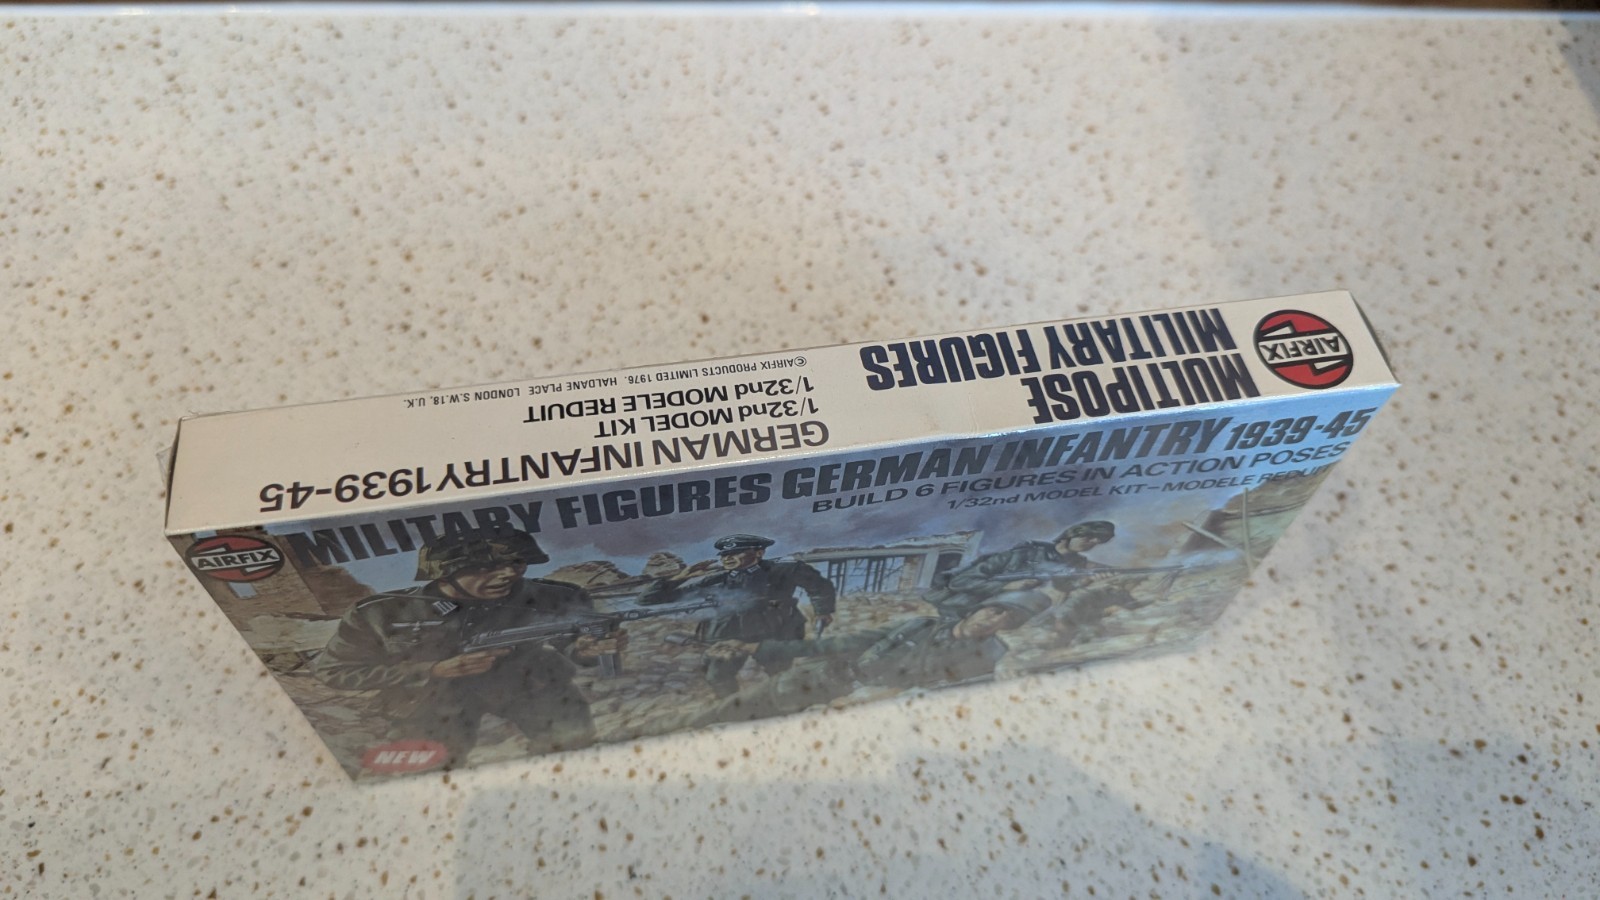 AIRFIX
MULTIPOSE
MILITARY FIGURES
GERMAN INFANTRY 1939-45
1/32nd MODEL KIT
1/32nd MODELE REDUIT
©AIRFIX PRODUCTS LIMITED 1976. HALDANE PLACE LONDON S.W.18, U.K.
AIRFIX
MILITARY FIGURES GERMAN INFANTRY 1939-45
BUILD 6 FIGURES IN ACTION POSES
1/32nd MODEL KIT–MODELE REDUIT
NEW